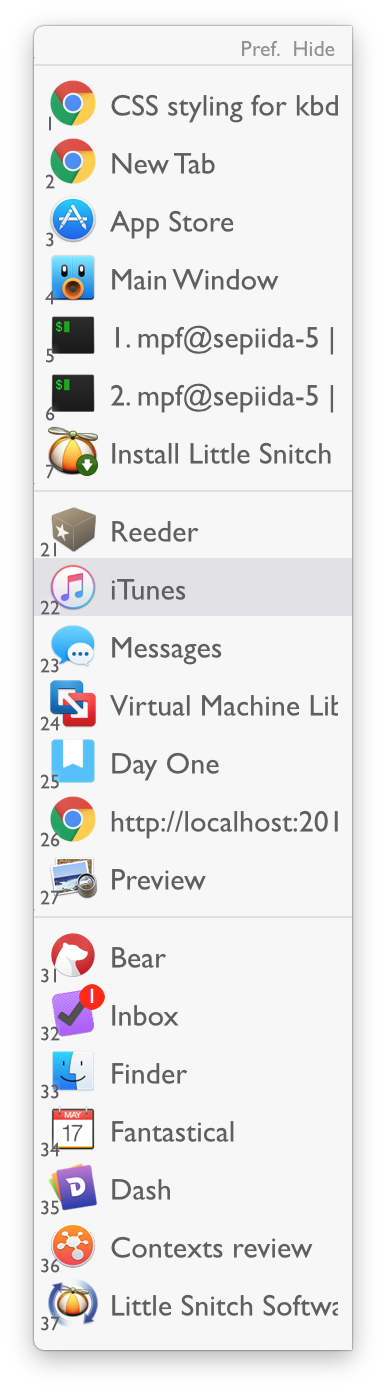 Pref. Hide
1 CSS styling for kbd
2 New Tab
3 App Store
4 Main Window
$
5 1. mpf@sepiida-5 |
$
6 2. mpf@sepiida-5 |
7 Install Little Snitch
21 Reeder
22 iTunes
23 Messages
24 Virtual Machine Lib
25 Day One
26 http://localhost:201
27 Preview
31 Bear
1
32 Inbox
33 Finder
MAY
17
34 Fantastical
D
35 Dash
36 Contexts review
37 Little Snitch Softwa